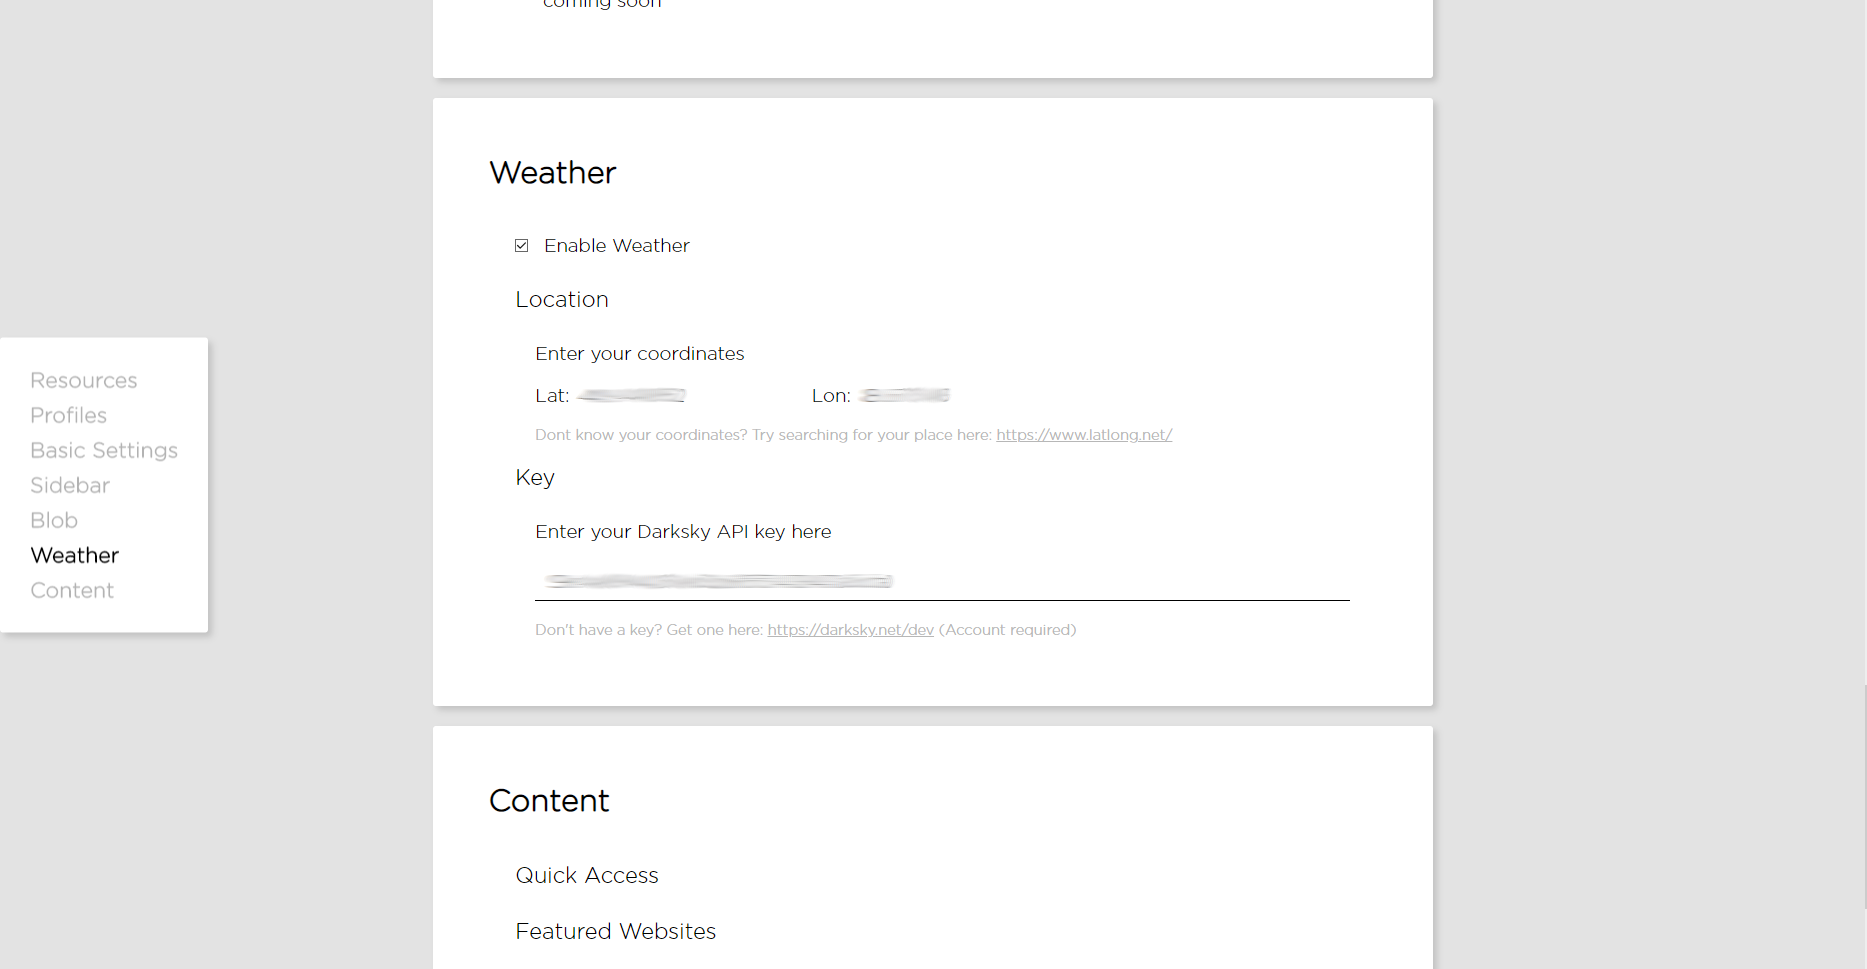 coming soon
Weather
Enable Weather
Location
Enter your coordinates
Lat:
Lon:
Dont know your coordinates? Try searching for your place here: https://www.latlong.net/
Key
Enter your Darksky API key here
Don't have a key? Get one here: https://darksky.net/dev (Account required)
Resources
Profiles
Basic Settings
Sidebar
Blob
Weather
Content
Content
Quick Access
Featured Websites